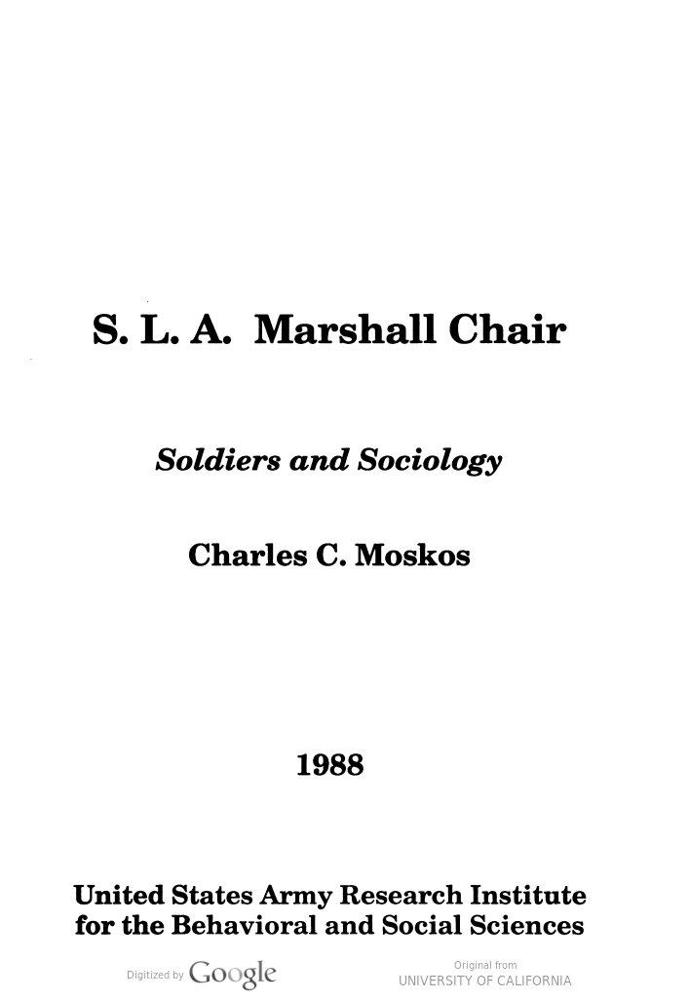 S. L. A. Marshall Chair
Soldiers and Sociology
Charles C. Moskos
1988
United States Army Research Institute
for the Behavioral and Social Sciences
Digitized by Google
Original from
UNIVERSITY OF CALIFORNIA